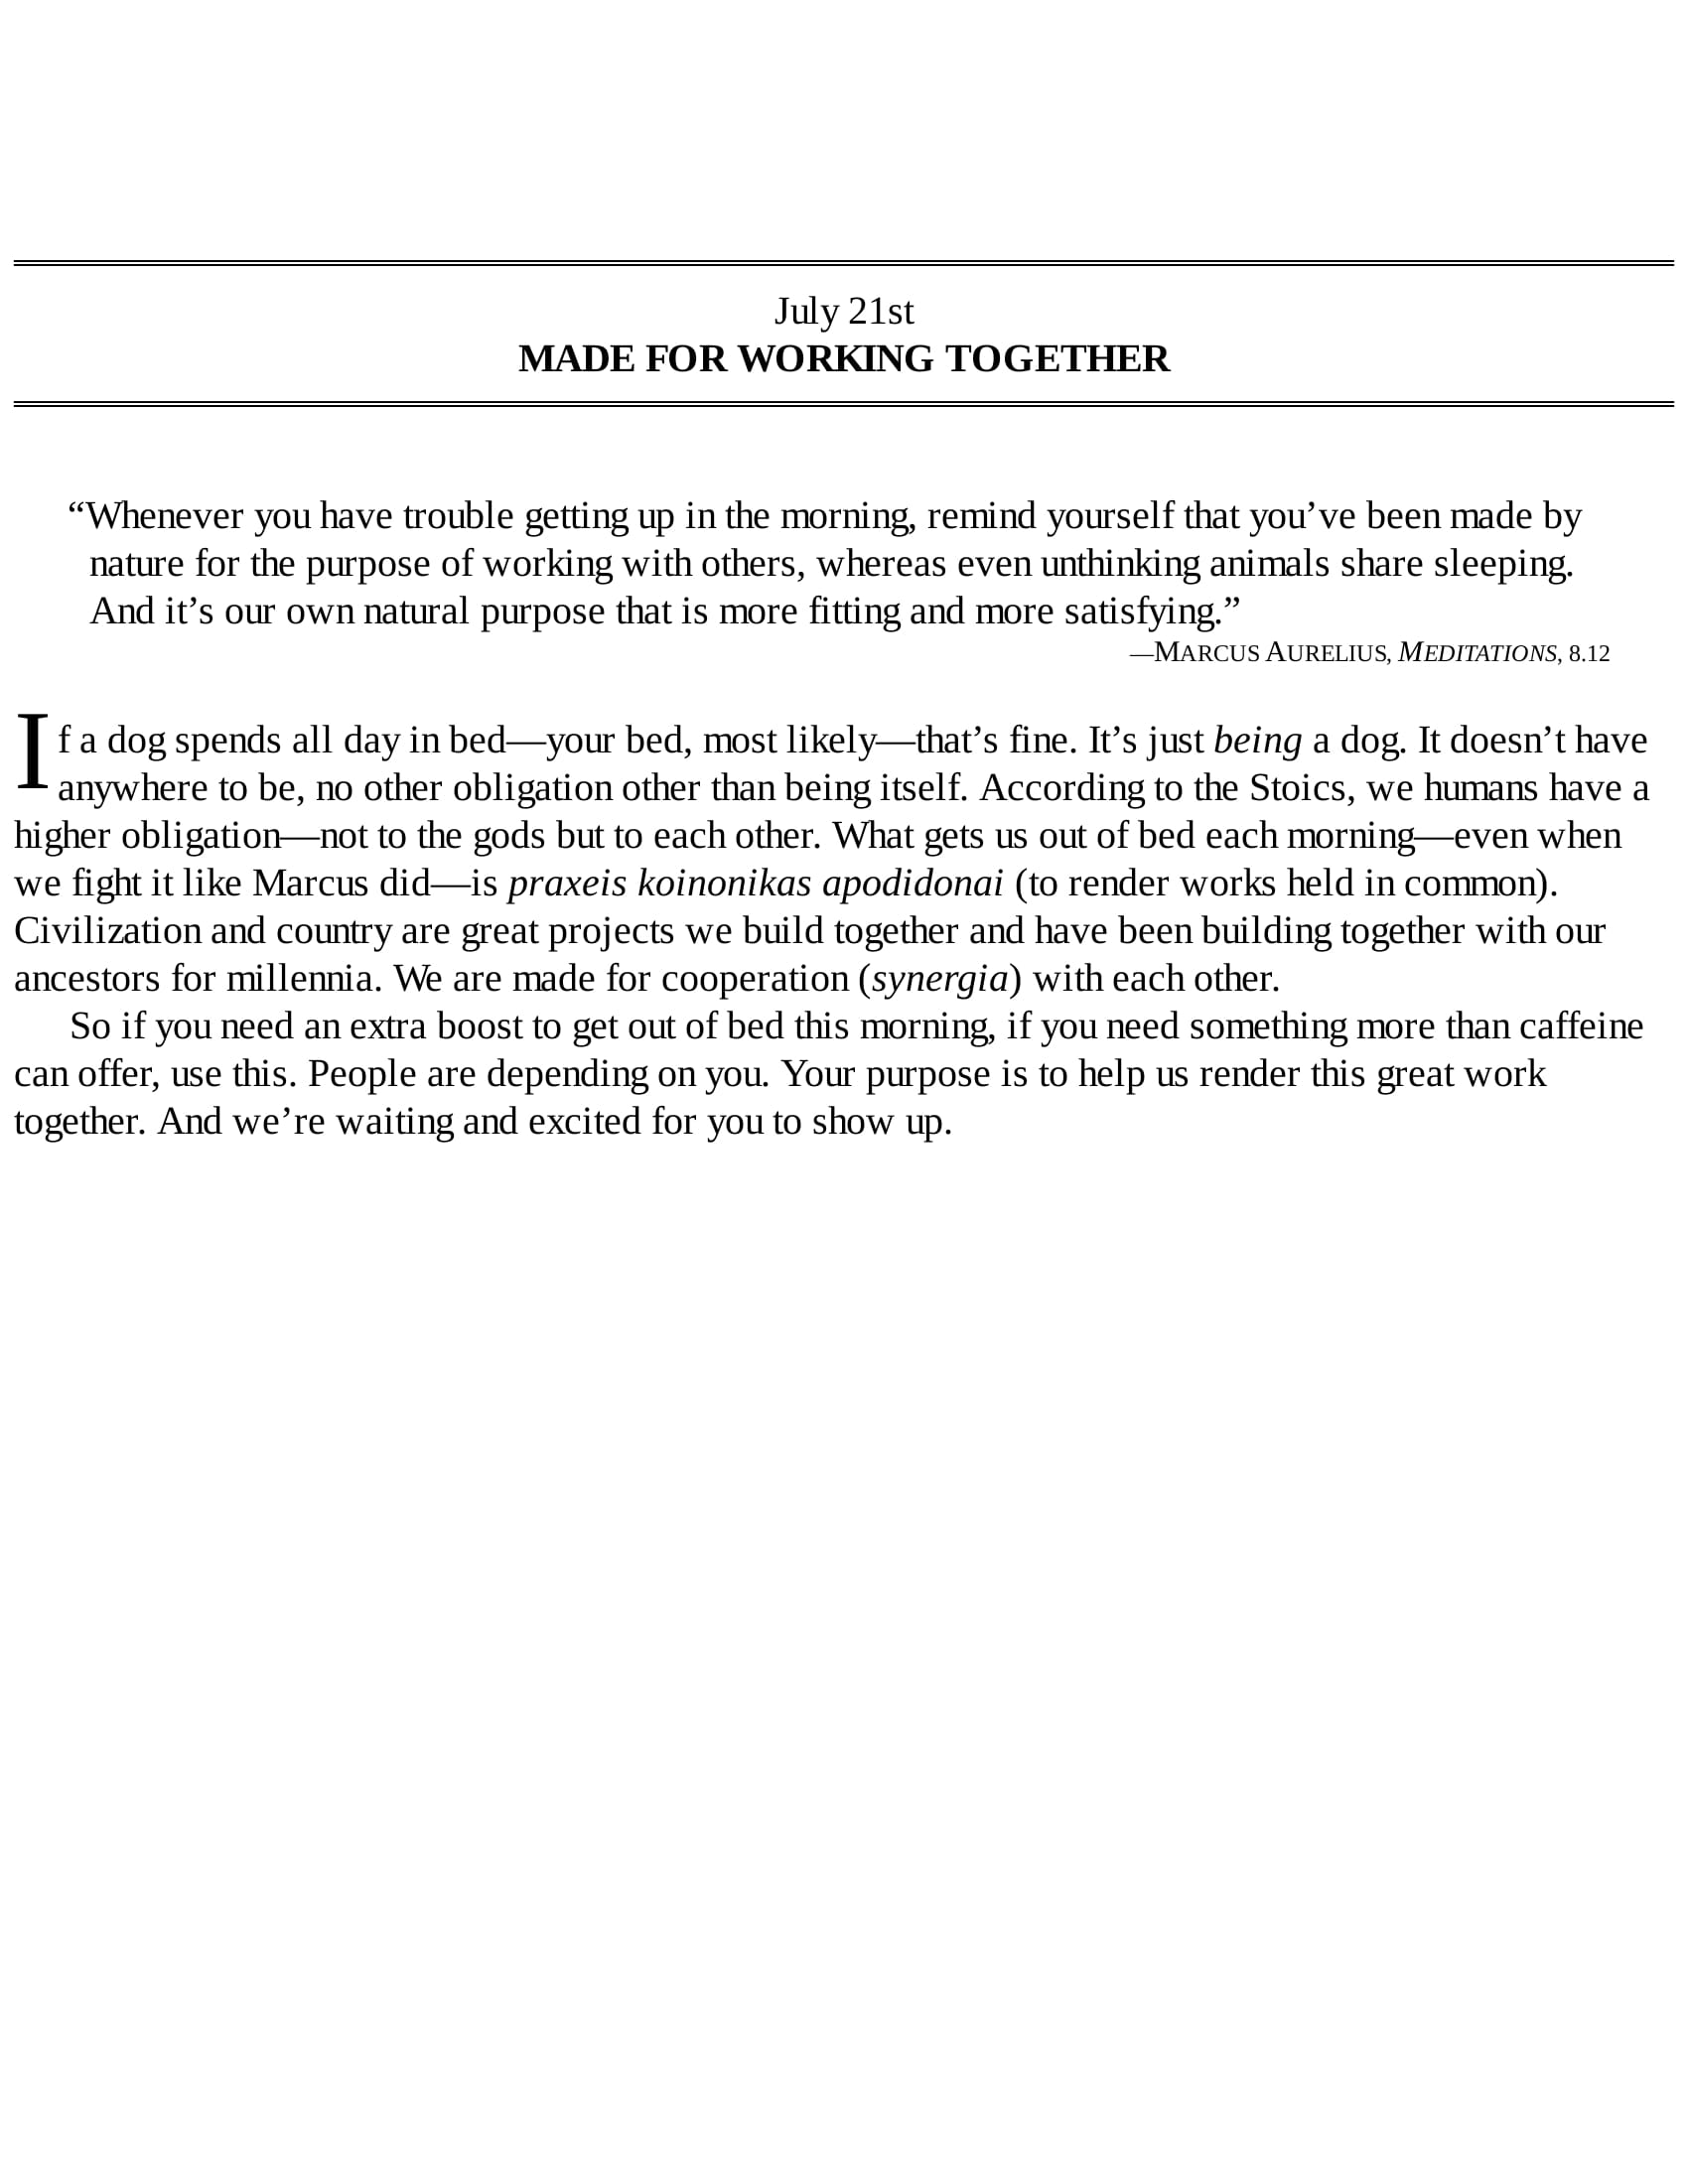 July 21st
MADE FOR WORKING TOGETHER
“Whenever you have trouble getting up in the morning, remind yourself that you’ve been made by
nature for the purpose of working with others, whereas even unthinking animals share sleeping.
And it’s our own natural purpose that is more fitting and more satisfying.”
—MARCUS AURELIUS, MEDITATIONS, 8.12
If a dog spends all day in bed—your bed, most likely—that’s fine. It’s just being a dog. It doesn’t have
anywhere to be, no other obligation other than being itself. According to the Stoics, we humans have a
higher obligation—not to the gods but to each other. What gets us out of bed each morning—even when
we fight it like Marcus did—is praxeis koinonikas apodidonai (to render works held in common).
Civilization and country are great projects we build together and have been building together with our
ancestors for millennia. We are made for cooperation (synergia) with each other.
So if you need an extra boost to get out of bed this morning, if you need something more than caffeine
can offer, use this. People are depending on you. Your purpose is to help us render this great work
together. And we’re waiting and excited for you to show up.